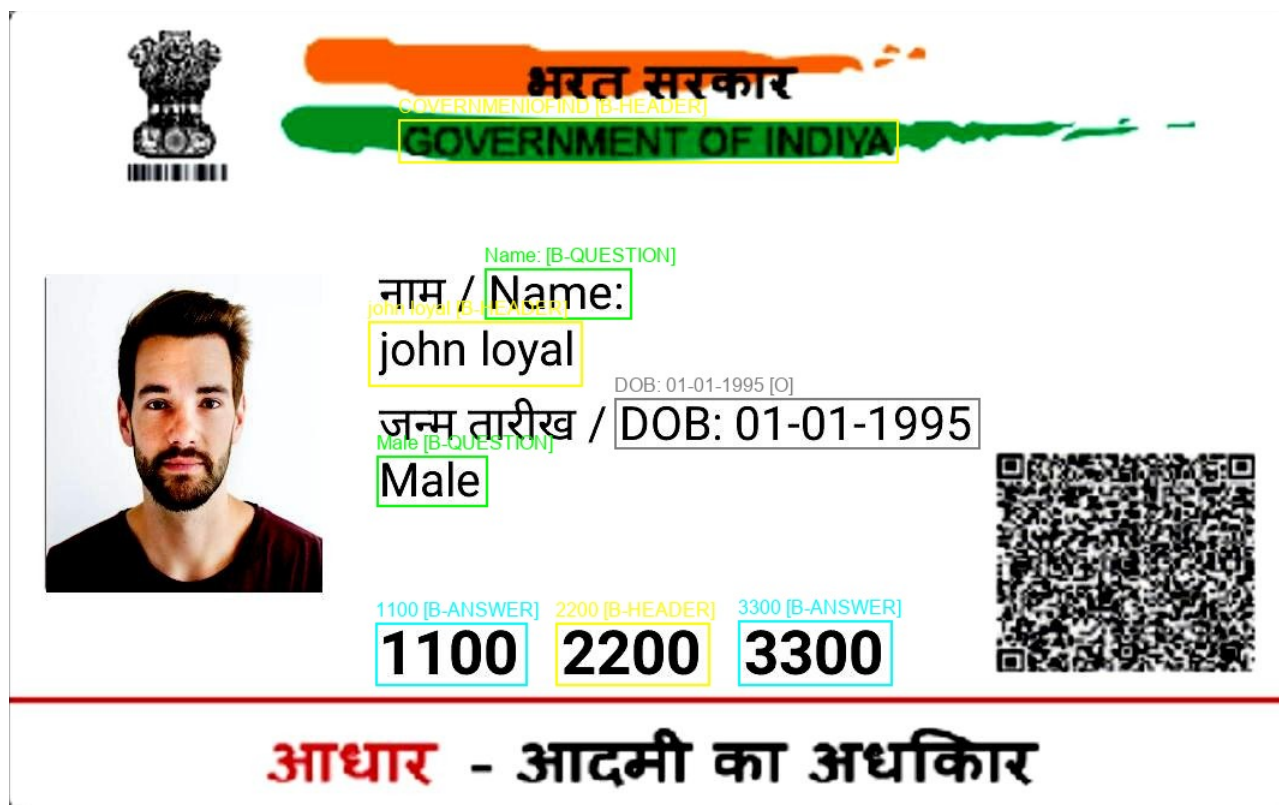 भरत सरकार
COVERNMENIOFIND [B-HEADER]
GOVERNMENT OF INDIYA
Name: [B-QUESTION]
नाम / Name:
john loyal [B-HEADER]
john loyal
DOB: 01-01-1995 [O]
जन्म तारीख / DOB: 01-01-1995
Male [B-QUESTION]
Male
1100 [B-ANSWER] 2200 [B-HEADER] 3300 [B-ANSWER]
1100 2200 3300
आधार - आदमी का अधकिार